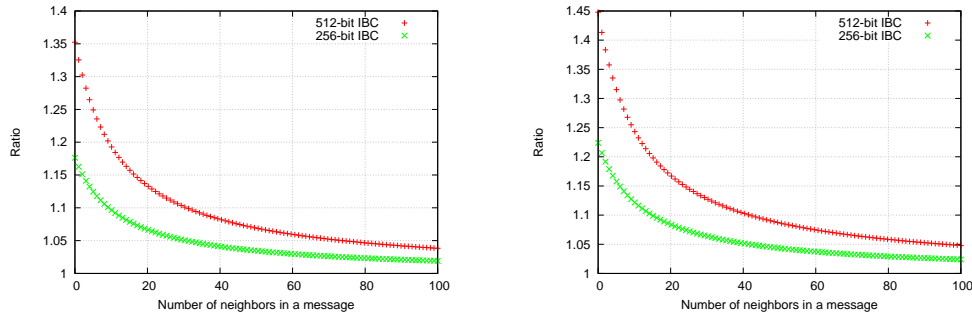 1.4
1.35
1.3
1.25
1.2
1.15
1.1
1.05
1
Ratio
512-bit IBC
256-bit IBC
0 20 40 60 80 100
Number of neighbors in a message
1.45
1.4
1.35
1.3
1.25
1.2
1.15
1.1
1.05
1
Ratio
512-bit IBC
256-bit IBC
0 20 40 60 80 100
Number of neighbors in a message